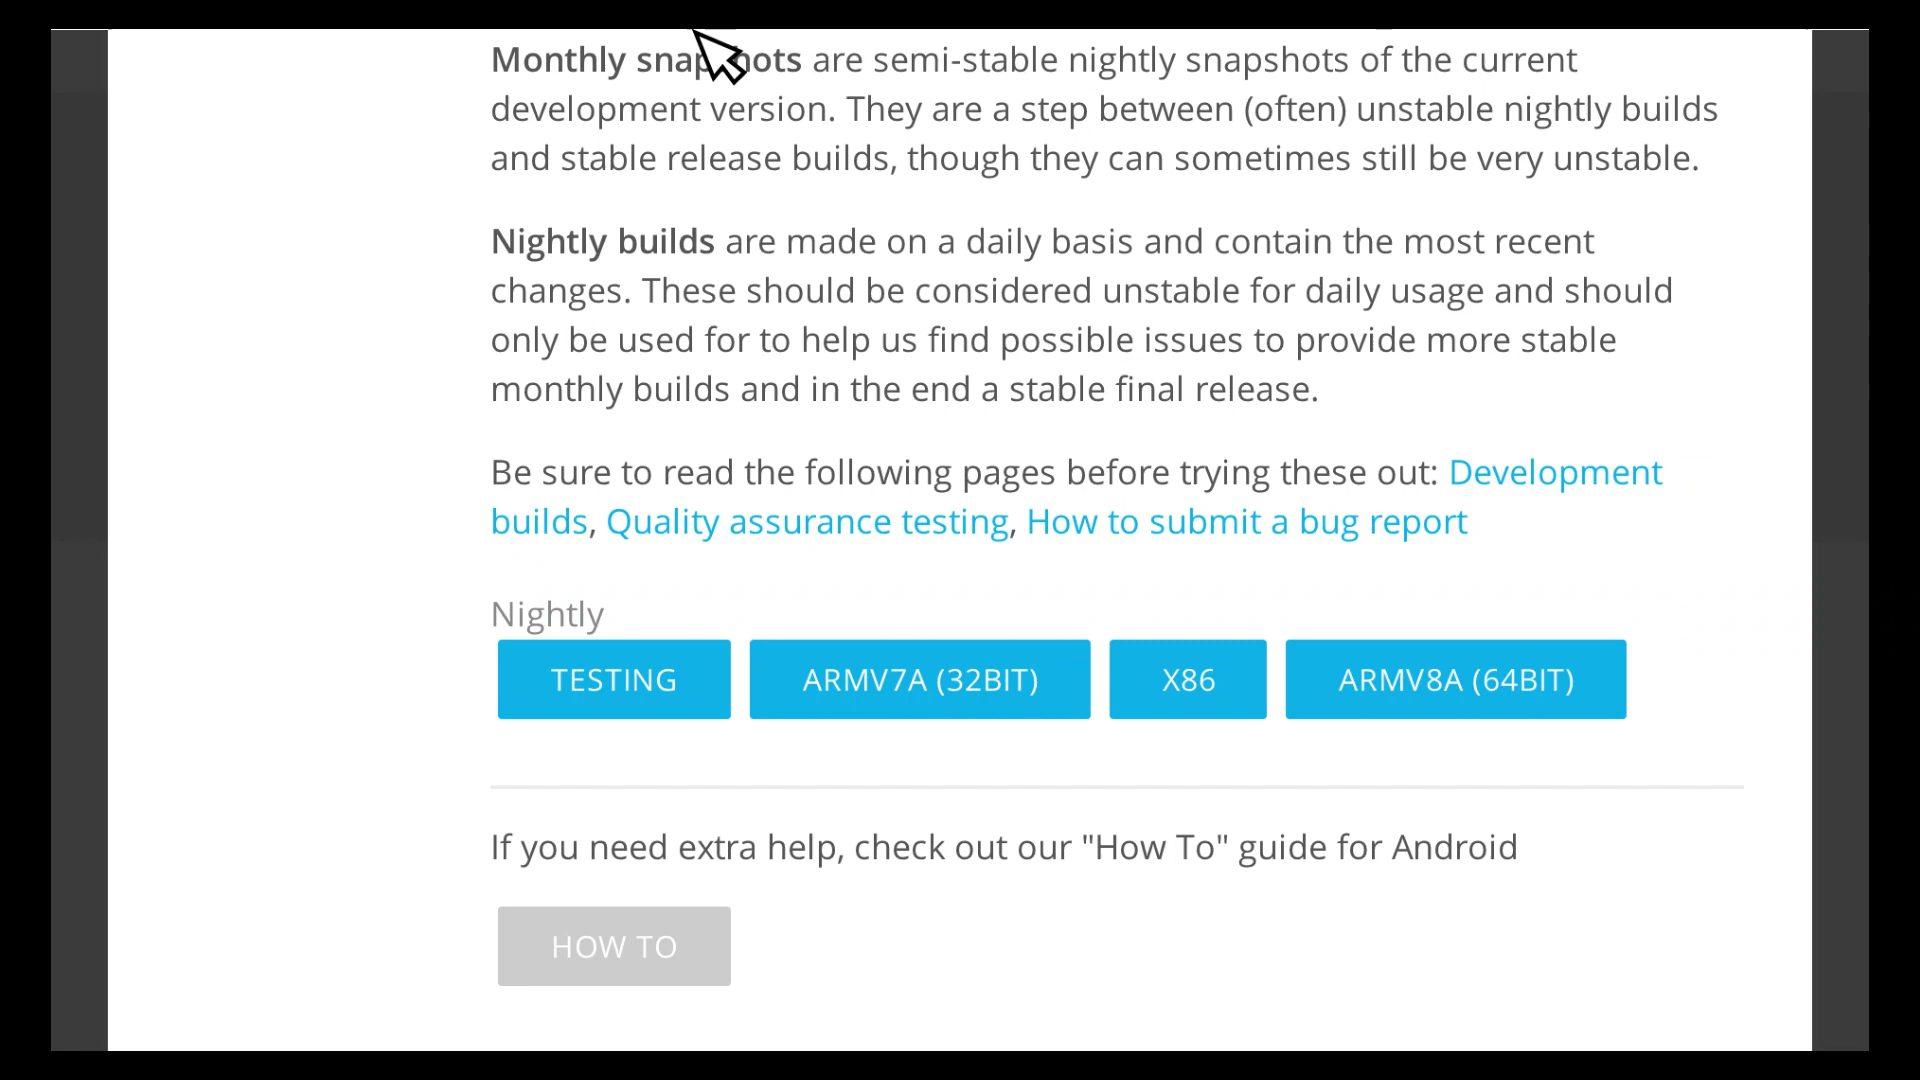 Monthly snapshots are semi-stable nightly snapshots of the current
development version. They are a step between (often) unstable nightly builds
and stable release builds, though they can sometimes still be very unstable.
Nightly builds are made on a daily basis and contain the most recent
changes. These should be considered unstable for daily usage and should
only be used for to help us find possible issues to provide more stable
monthly builds and in the end a stable final release.
Be sure to read the following pages before trying these out: Development
builds, Quality assurance testing, How to submit a bug report
Nightly
TESTING ARMV7A (32BIT) X86 ARMV8A (64BIT)
If you need extra help, check out our "How To" guide for Android
HOW TO